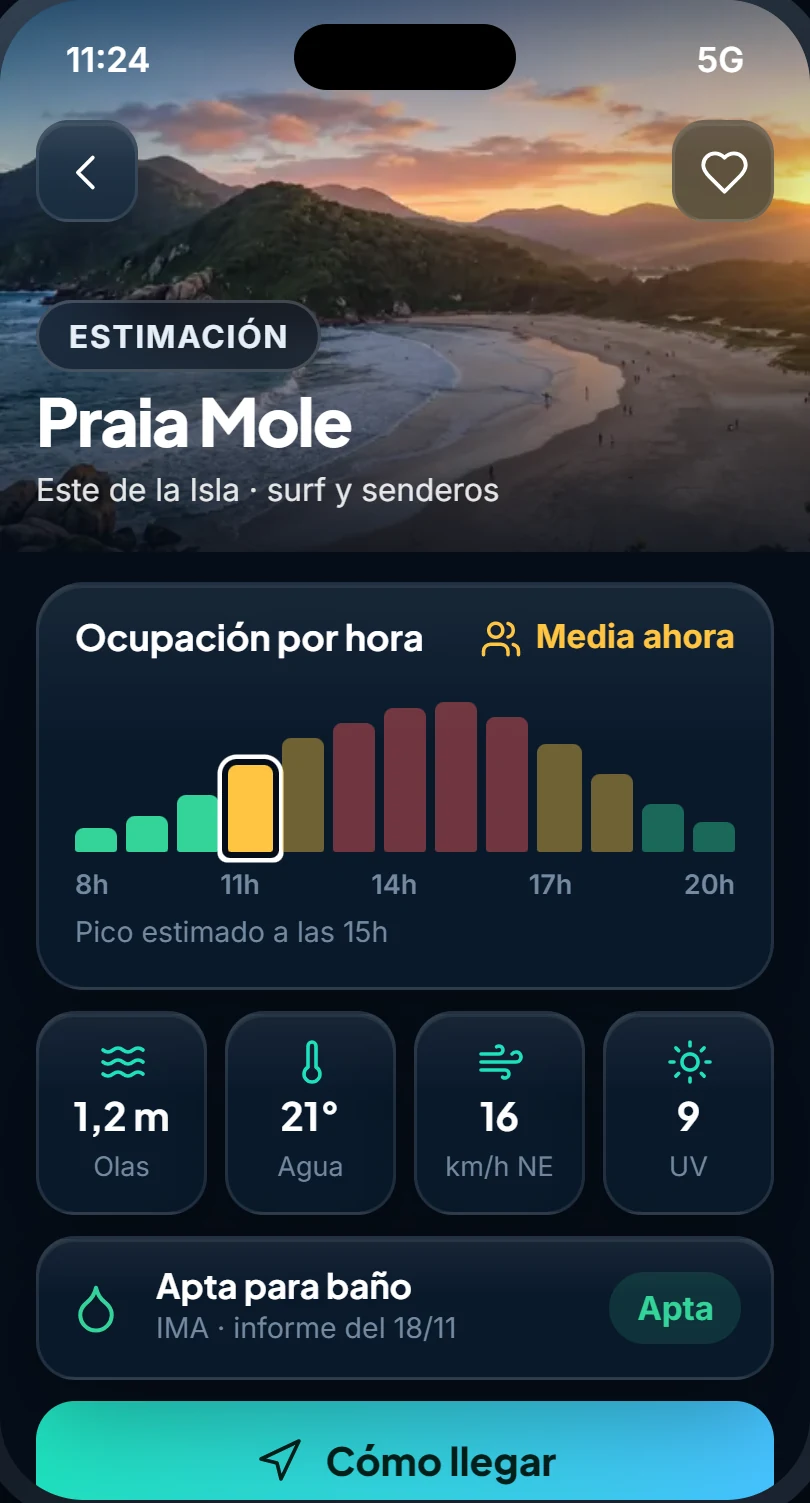 11:24 5G
ESTIMACIÓN
Praia Mole
Este de la Isla · surf y senderos
Ocupación por hora Media ahora
8h 11h 14h 17h 20h
Pico estimado a las 15h
1,2 m 21° 16 9
Olas Agua km/h NE UV
Apta para baño
IMA · informe del 18/11
Apta
Cómo llegar